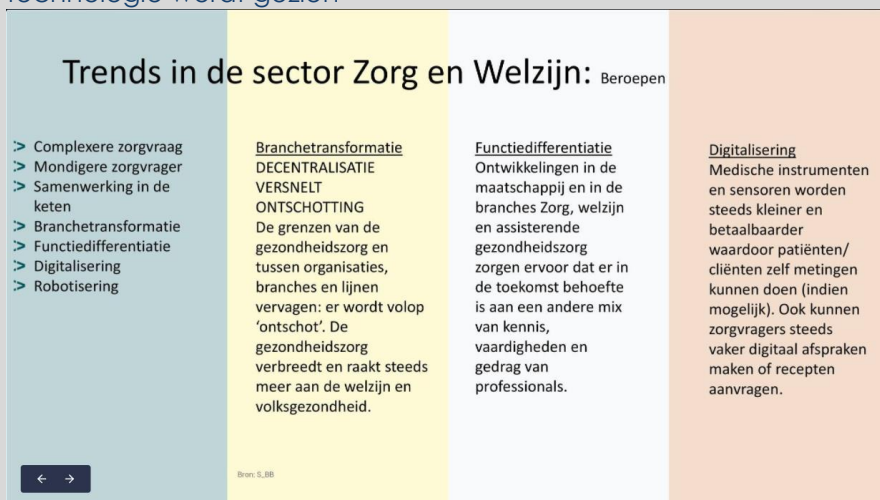 Technologie wordt gezien
Trends in de sector Zorg en Welzijn: Beroepen
:> Complexere zorgvraag
:> Mondigere zorgvrager
:> Samenwerking in de
keten
:> Branchetransformatie
:> Functiedifferentiatie
:> Digitalisering
:> Robotisering
Branchetransformatie
DECENTRALISATIE
VERSNELT
ONTSCHOTTING
De grenzen van de
gezondheidszorg en
tussen organisaties,
branches en lijnen
vervagen: er wordt volop
‘ontschot’. De
gezondheidszorg
verbreedt en raakt steeds
meer aan de welzijn en
volksgezondheid.
Functiedifferentiatie
Ontwikkelingen in de
maatschappij en in de
branches Zorg, welzijn
en assisterende
gezondheidszorg
zorgen ervoor dat er in
de toekomst behoefte
is aan een andere mix
van kennis,
vaardigheden en
gedrag van
professionals.
Digitalisering
Medische instrumenten
en sensoren worden
steeds kleiner en
betaalbaarder
waardoor patiënten/
cliënten zelf metingen
kunnen doen (indien
mogelijk). Ook kunnen
zorgvragers steeds
vaker digitaal afspraken
maken of recepten
aanvragen.
Bron: S_BB